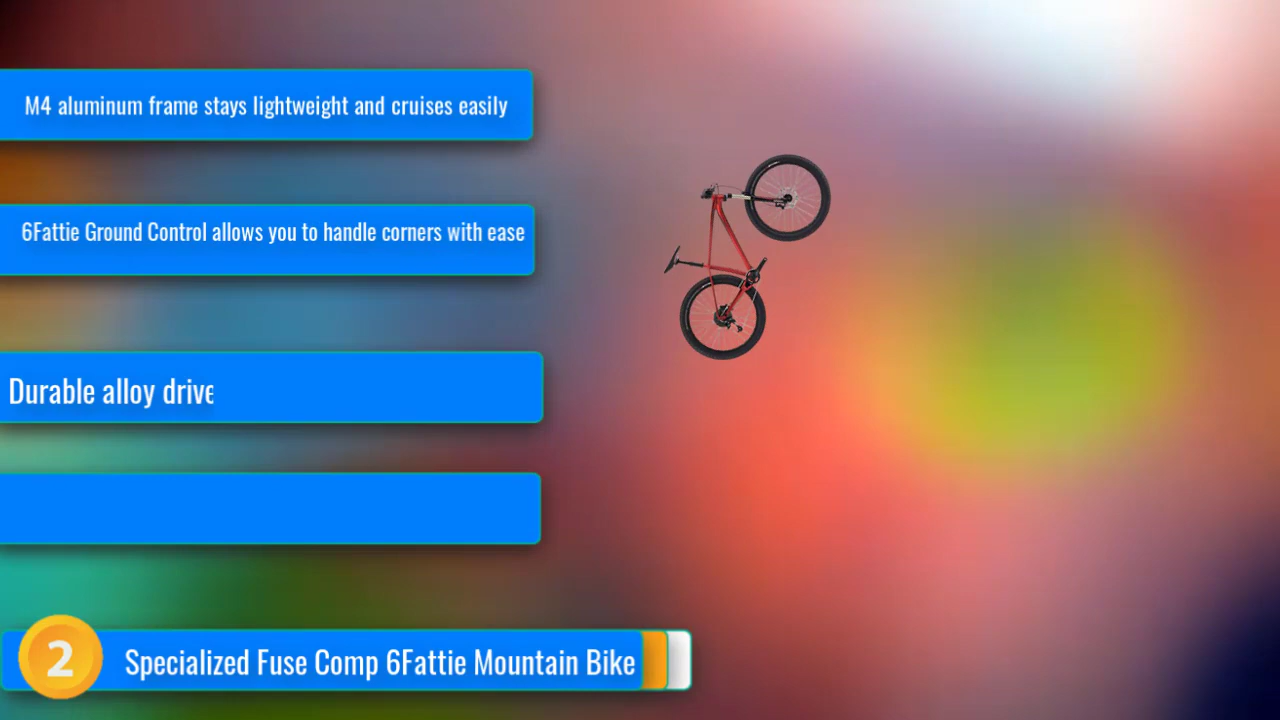 M4 aluminum frame stays lightweight and cruises easily
6Fattie Ground Control allows you to handle corners with ease
Durable alloy drive
2
Specialized Fuse Comp 6Fattie Mountain Bike